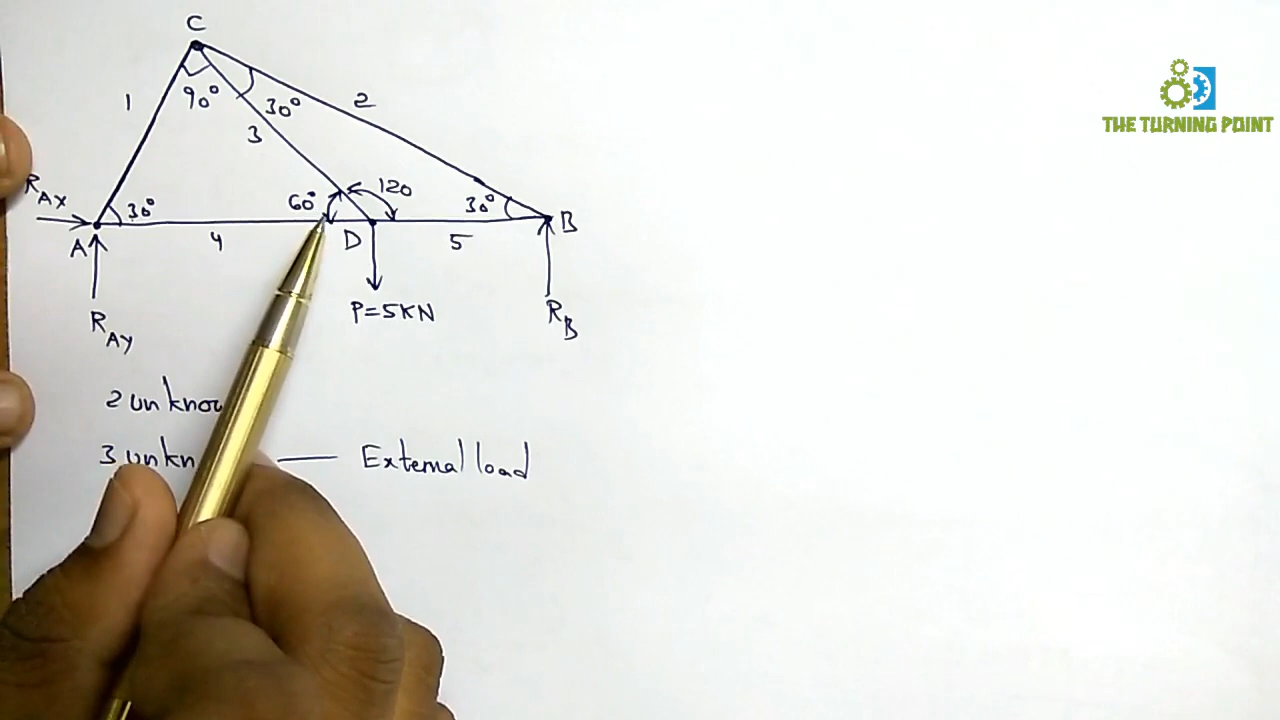 C
1
90°
30°
2
3
THE TURNING POINT
R AX
30°
60°
120
30°
A
4
D
5
B
R AY
P=5KN
R B
2 unknow
3 unkn — External load